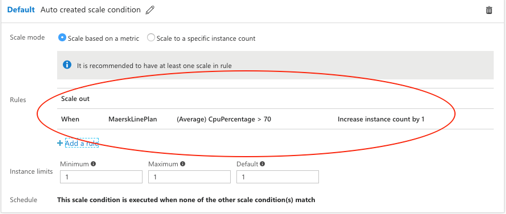 Default Auto created scale condition
Scale mode Scale based on a metric Scale to a specific instance count
It is recommended to have at least one scale in rule
Rules Scale out
When MaerskLinePlan (Average) CpuPercentage > 70 Increase instance count by 1
+ Add a rule
Instance limits Minimum Maximum Default
1 1 1
Schedule This scale condition is executed when none of the other scale condition(s) match